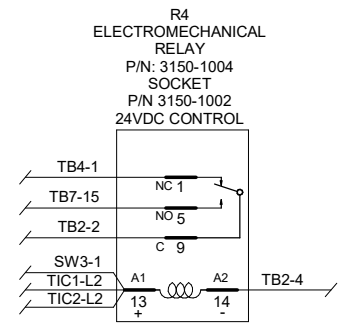 R4
ELECTROMECHANICAL
RELAY
P/N: 3150-1004
SOCKET
P/N 3150-1002
24VDC CONTROL
TB4-1
NC 1
TB7-15
NO 5
TB2-2
C 9
SW3-1
TIC1-L2 A1 A2 TB2-4
TIC2-L2 13 14
+ -